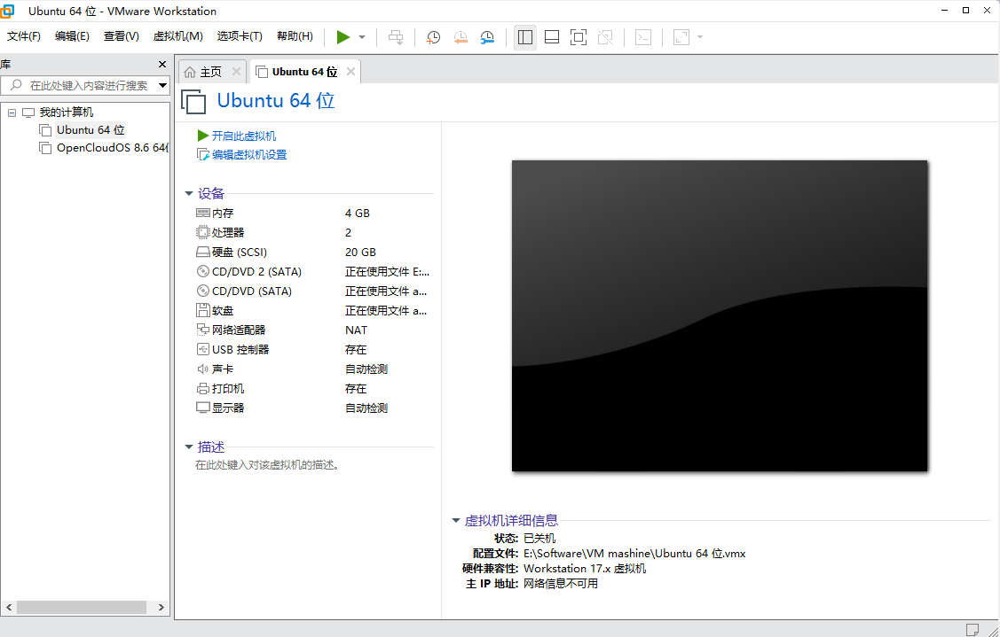 Ubuntu 64 位 - VMware Workstation
文件(F) 编辑(E) 查看(V) 虚拟机(M) 选项卡(T) 帮助(H)
库
在此处键入内容进行搜索
我的计算机
Ubuntu 64 位
OpenCloudOS 8.6 64位
主页
Ubuntu 64 位
Ubuntu 64 位
开启此虚拟机
编辑虚拟机设置
设备
内存 4 GB
处理器 2
硬盘 (SCSI) 20 GB
CD/DVD 2 (SATA) 正在使用文件 E:...
CD/DVD (SATA) 正在使用文件 a...
软盘 正在使用文件 a...
网络适配器 NAT
USB 控制器 存在
声卡 自动检测
打印机 存在
显示器 自动检测
描述
在此处键入对该虚拟机的描述。
虚拟机详细信息
状态: 已关机
配置文件: E:\Software\VM mashine\Ubuntu 64 位.vmx
硬件兼容性: Workstation 17.x 虚拟机
主 IP 地址: 网络信息不可用